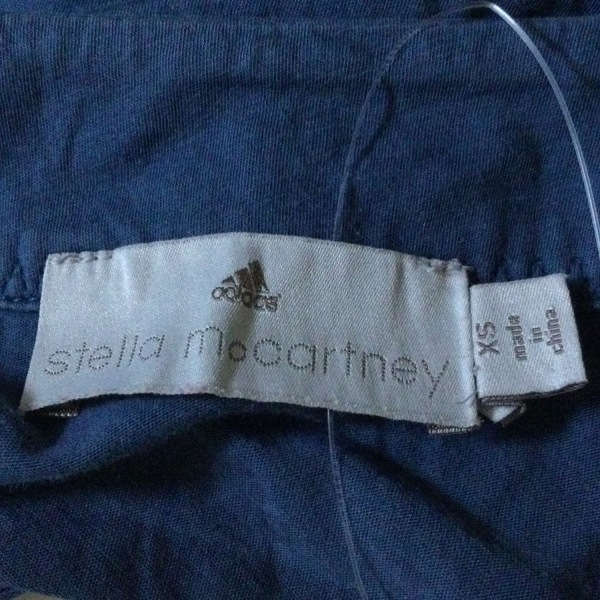 adidas
stella mccartney
XS
made
in
china.